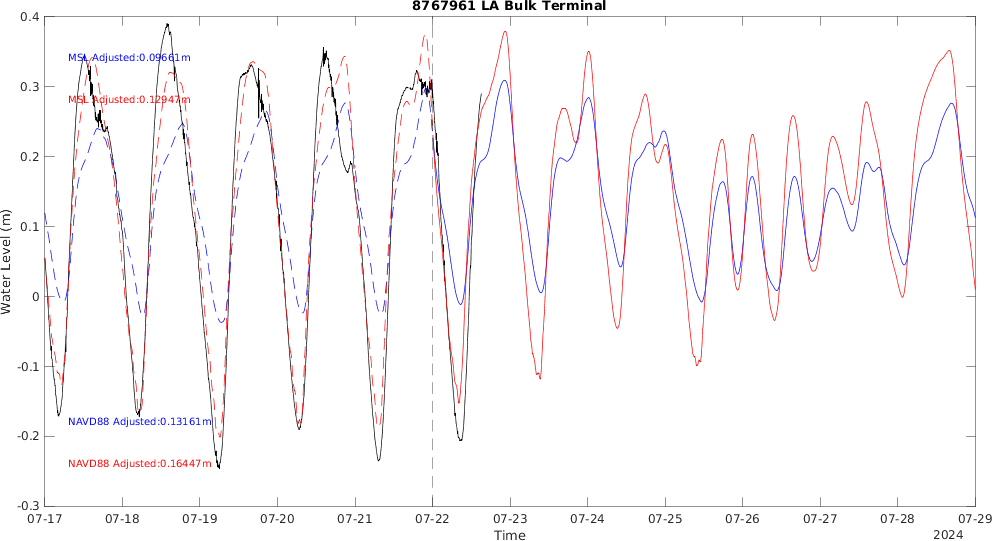 8767961 LA Bulk Terminal
0.4
MSL Adjusted:0.09661m
0.3
MSL Adjusted:0.12947m
0.2
Water Level (m)
0.1
0
-0.1
NAVD88 Adjusted:0.13161m
-0.2
NAVD88 Adjusted:0.16447m
-0.3
07-17 07-18 07-19 07-20 07-21 07-22 07-23 07-24 07-25 07-26 07-27 07-28 07-29
Time
2024